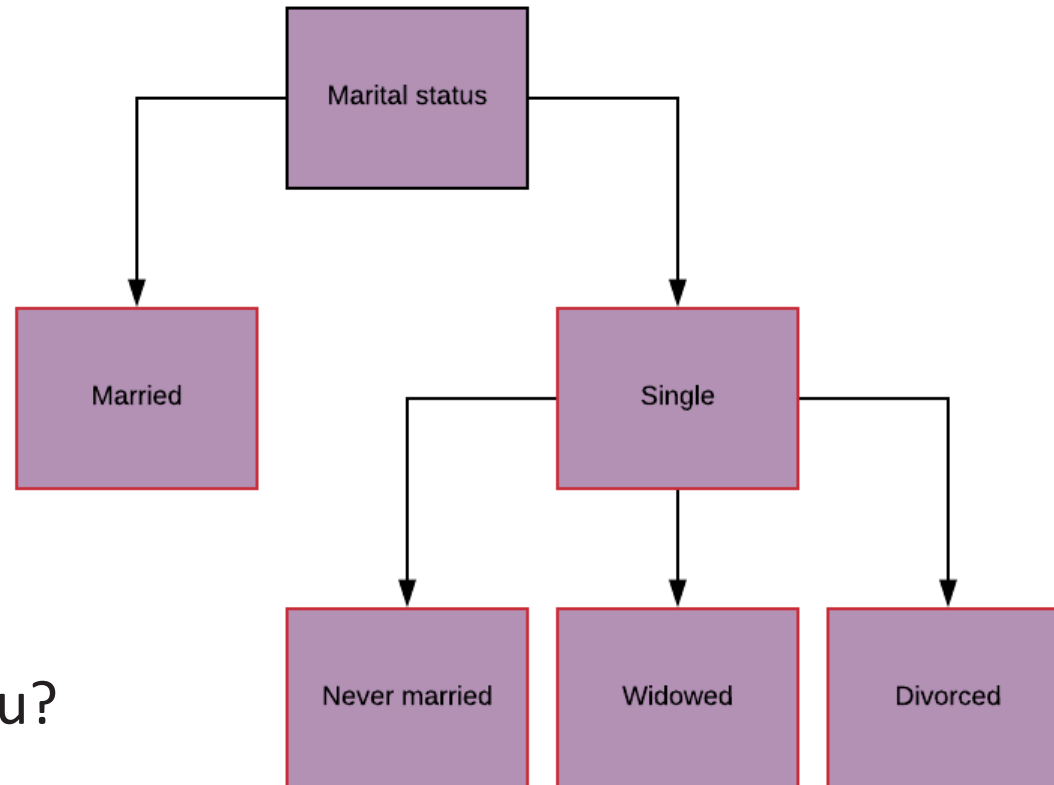 Marital status
Married
Single
u?
Never married
Widowed
Divorced